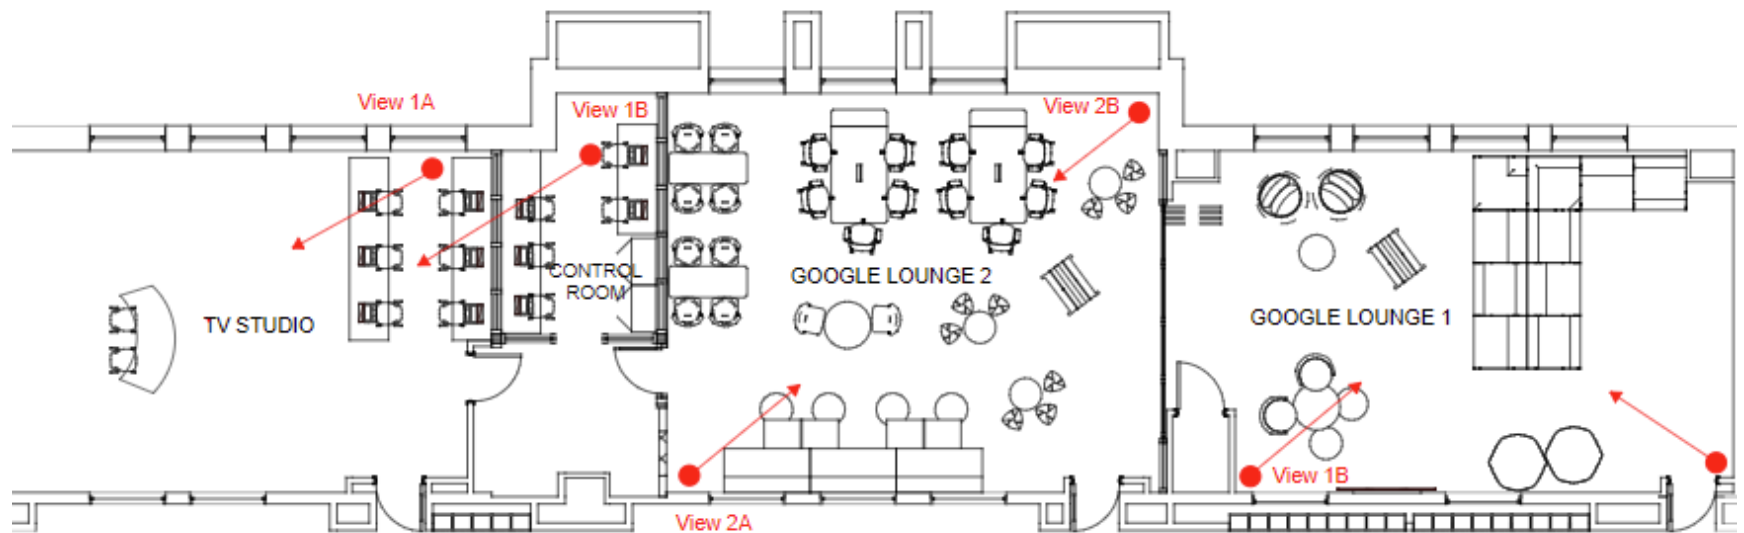 View 1A
View 1B
View 2B
CONTROL
ROOM
GOOGLE LOUNGE 2
TV STUDIO
GOOGLE LOUNGE 1
View 1B
View 2A